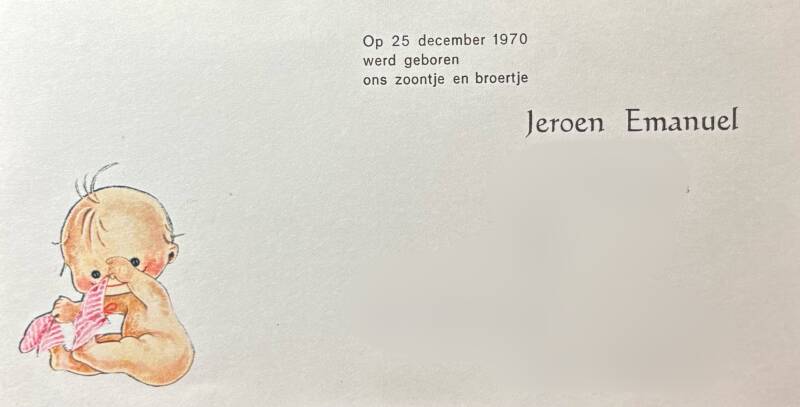 Op 25 december 1970
werd geboren
ons zoontje en broertje
Jeroen Emanuel